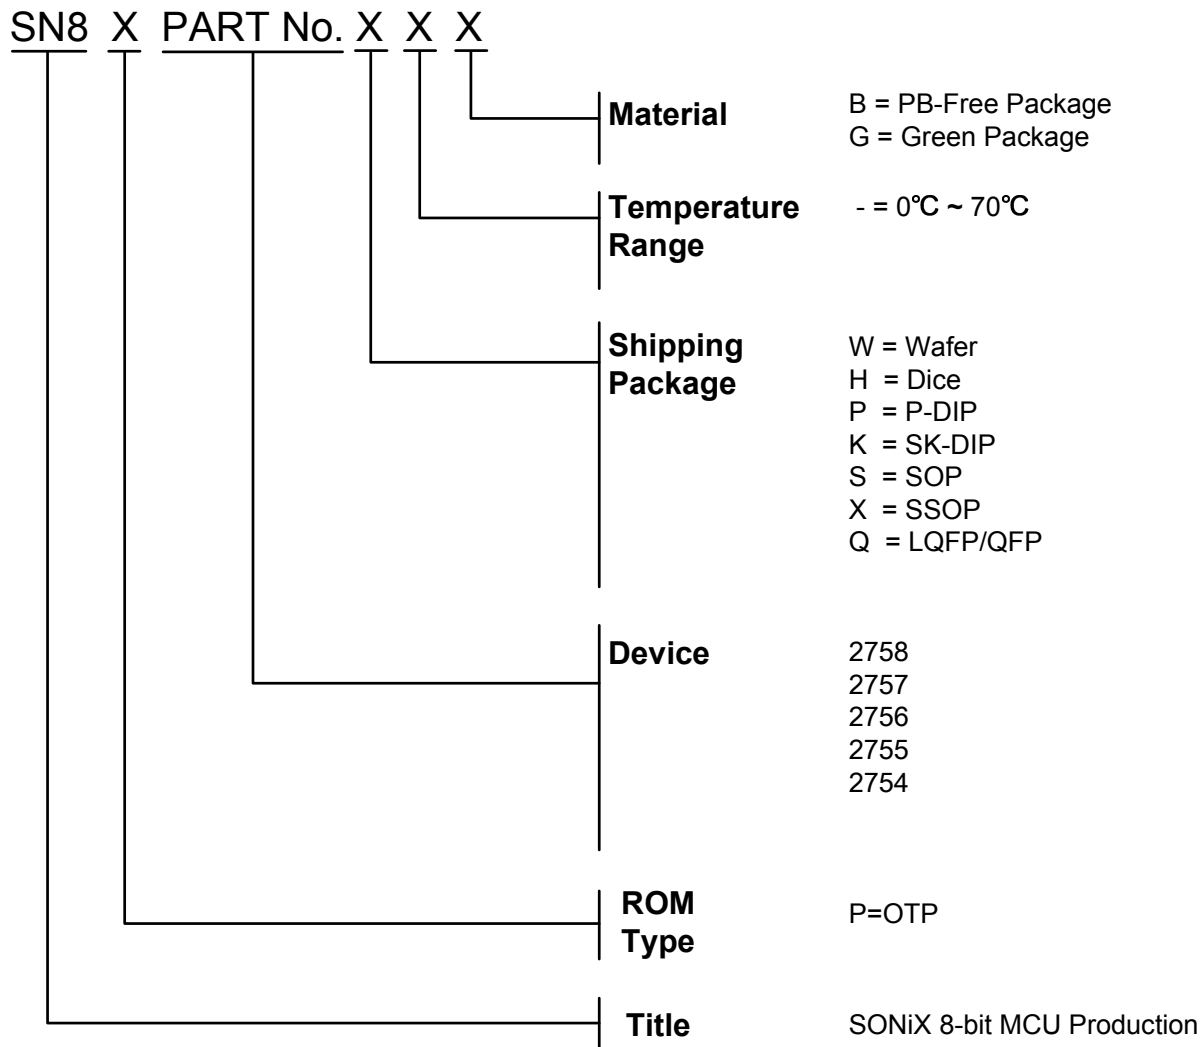 SN8 X PART No. X X X
Material B = PB-Free Package
G = Green Package
Temperature - = 0℃ ~ 70℃
Range
Shipping W = Wafer
Package H = Dice
P = P-DIP
K = SK-DIP
S = SOP
X = SSOP
Q = LQFP/QFP
Device 2758
2757
2756
2755
2754
ROM P=OTP
Type
Title SONiX 8-bit MCU Production